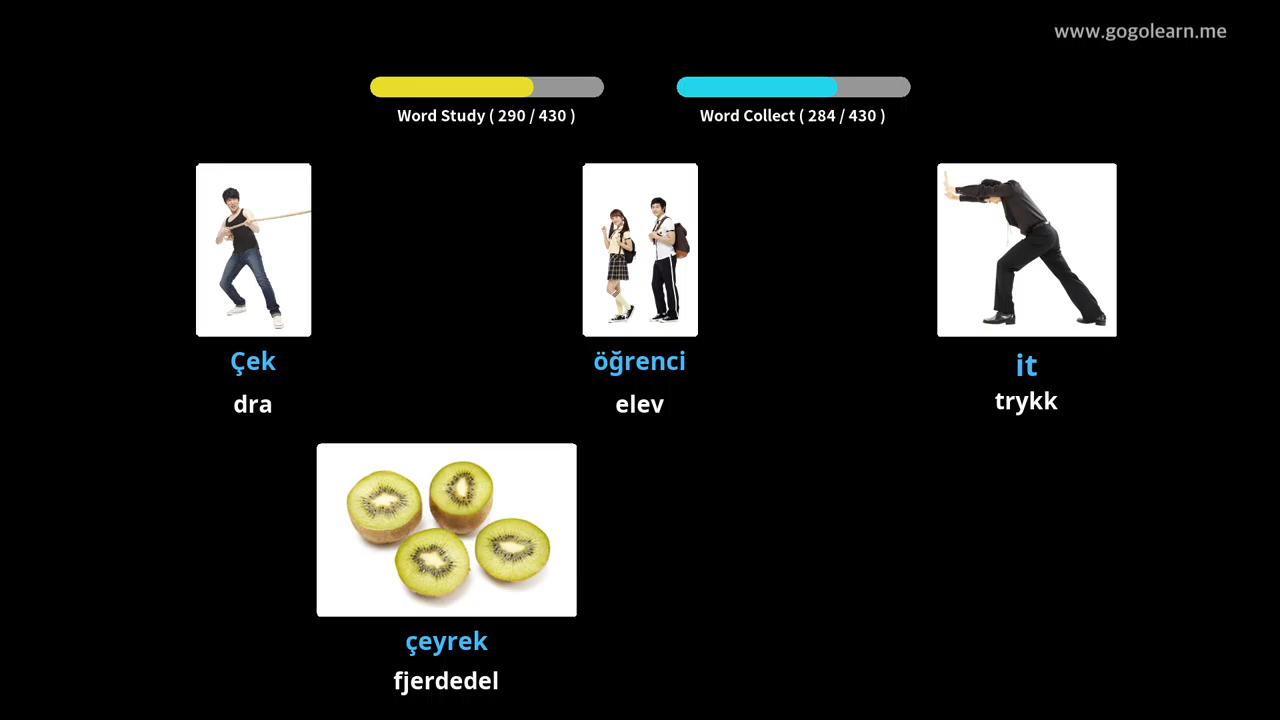 www.gogolearn.me
Word Study ( 290 / 430 )
Word Collect ( 284 / 430 )
Çek
dra
öğrenci
elev
it
trykk
çeyrek
fjerdedel